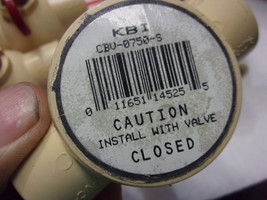 KBI
CBV-0750-S
0 11651 14525 5
CAUTION
INSTALL WITH VALVE
CLOSED